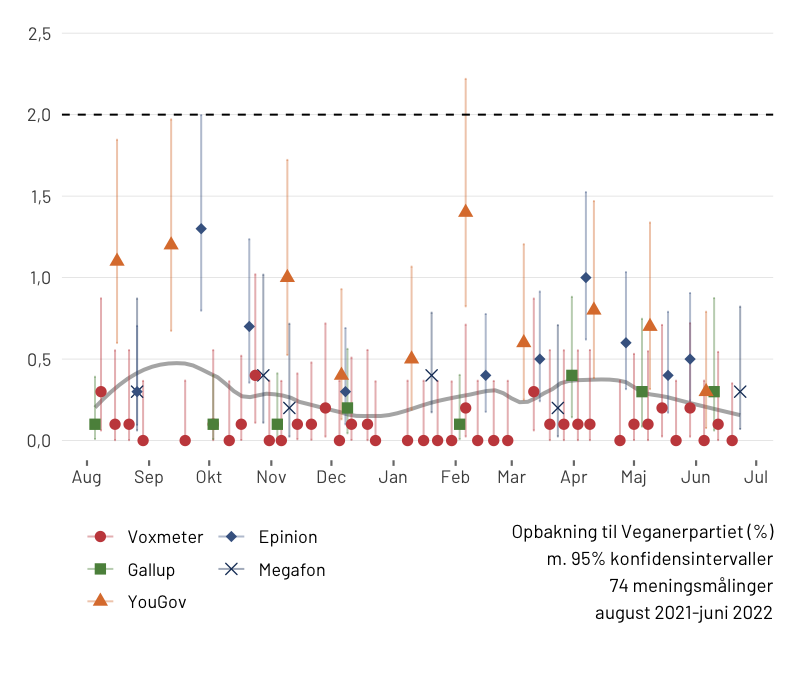 2,5
2,0
1,5
1,0
0,5
0,0
Aug Sep Okt Nov Dec Jan Feb Mar Apr Maj Jun Jul
Voxmeter Epinion
Gallup Megafon
YouGov
Opbakning til Veganerpartiet (%)
m. 95% konfidensintervaller
74 meningsmålinger
august 2021-juni 2022